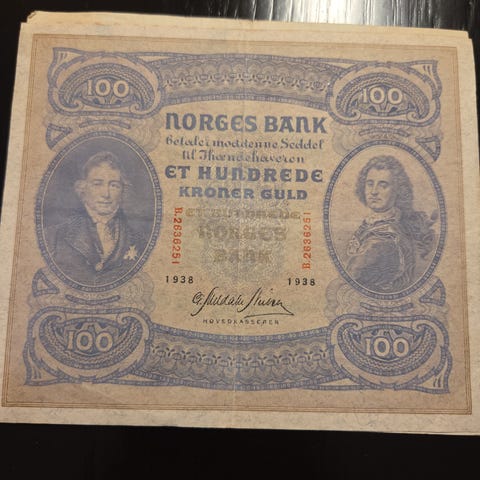 100
100
NORGES BANK
betaler mod denne Seddel
til Ihændehaveren
ET HUNDREDE
KRONER GULD
ET HUNDREDE
NORGES
BANK
B.2636251
B.2636251
1938
1938
HOVEDKASSERER
100
100